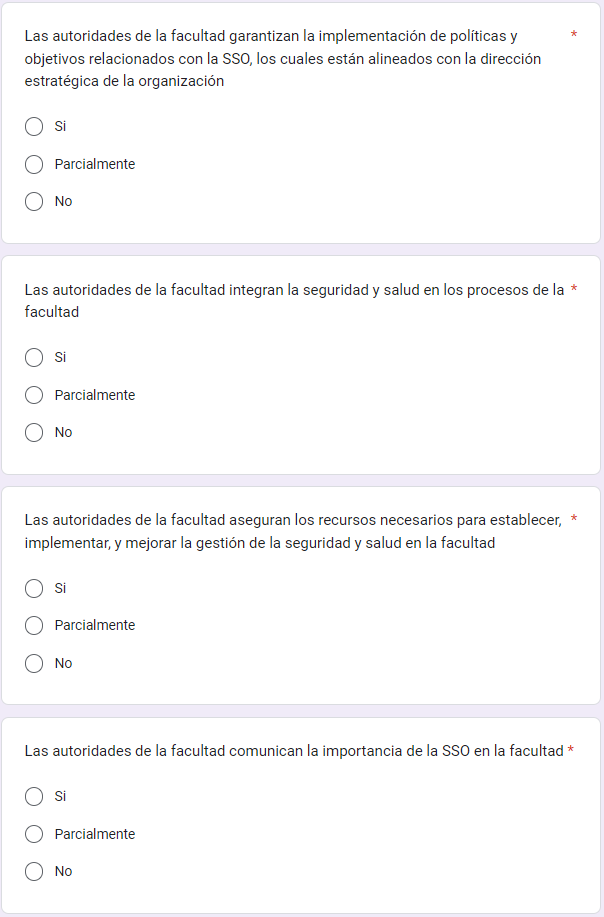 Las autoridades de la facultad garantizan la implementación de políticas y *
objetivos relacionados con la SSO, los cuales están alineados con la dirección
estratégica de la organización
Si
Parcialmente
No
Las autoridades de la facultad integran la seguridad y salud en los procesos de la *
facultad
Si
Parcialmente
No
Las autoridades de la facultad aseguran los recursos necesarios para establecer, *
implementar, y mejorar la gestión de la seguridad y salud en la facultad
Si
Parcialmente
No
Las autoridades de la facultad comunican la importancia de la SSO en la facultad *
Si
Parcialmente
No